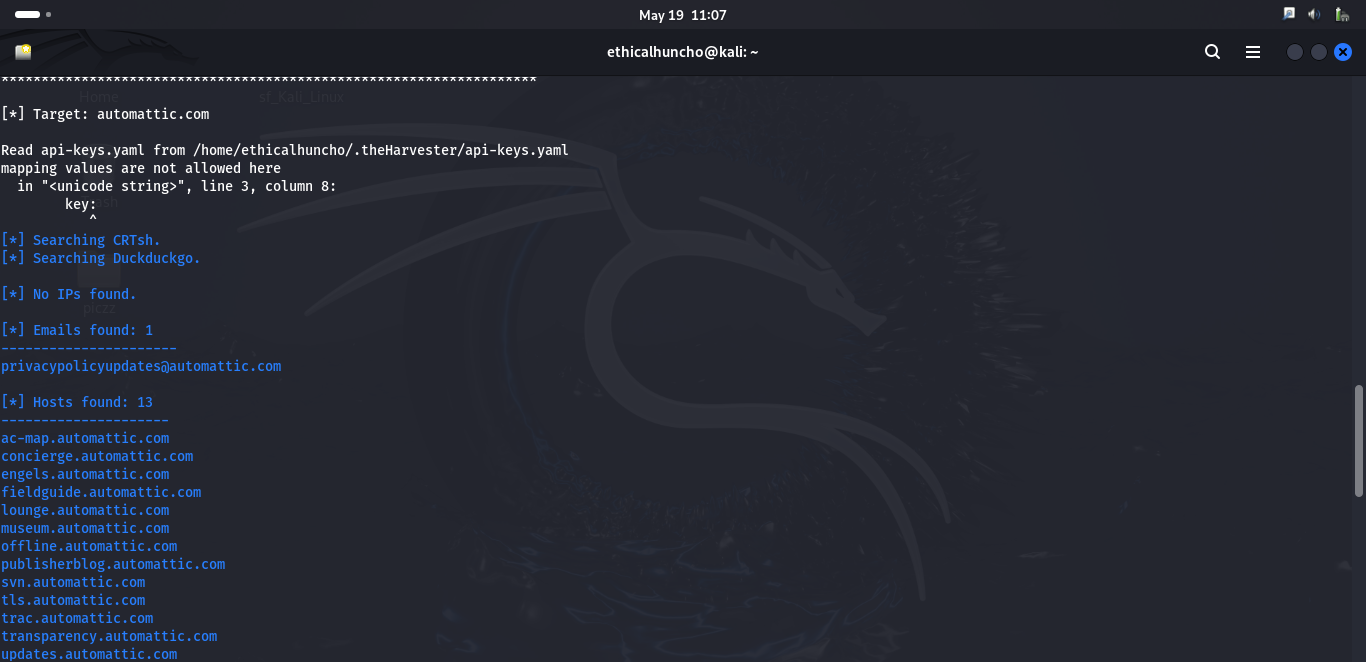 May 19 11:07
ethicalhuncho@kali: ~
*******************************************************************
Home
sf_Kali_Linux
[*] Target: automattic.com
Read api-keys.yaml from /home/ethicalhuncho/.theHarvester/api-keys.yaml
mapping values are not allowed here
  in "<unicode string>", line 3, column 8:
        key:
           ^
[*] Searching CRTsh.
[*] Searching Duckduckgo.
[*] No IPs found.
piczz
[*] Emails found: 1
----------------------
privacypolicyupdates@automattic.com
[*] Hosts found: 13
---------------------
ac-map.automattic.com
concierge.automattic.com
engels.automattic.com
fieldguide.automattic.com
lounge.automattic.com
museum.automattic.com
offline.automattic.com
publisherblog.automattic.com
svn.automattic.com
tls.automattic.com
trac.automattic.com
transparency.automattic.com
updates.automattic.com